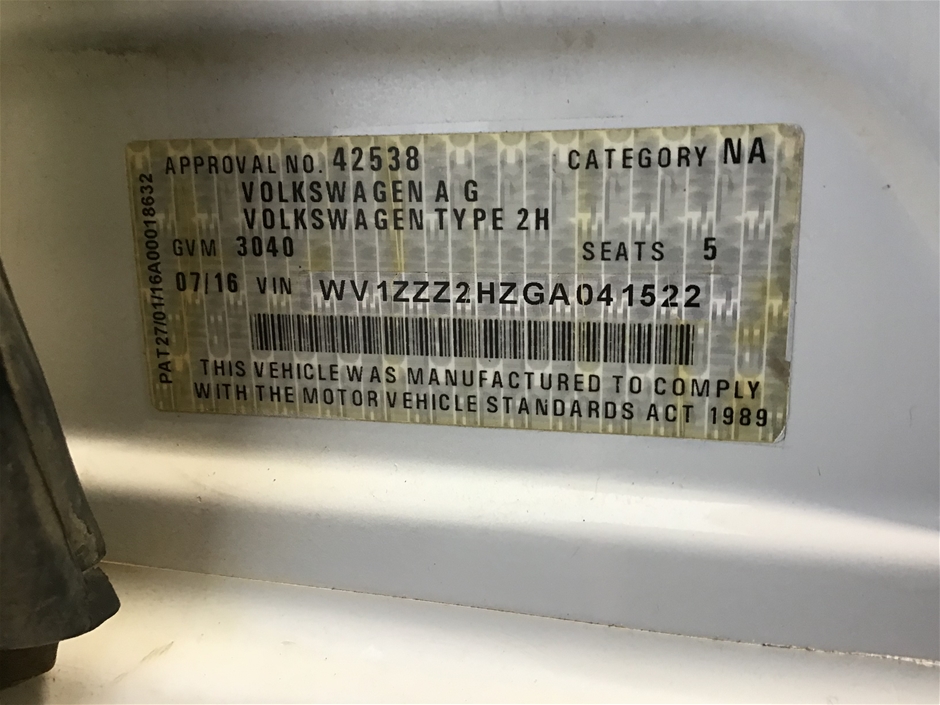 APPROVAL NO. 42538 CATEGORY NA
VOLKSWAGEN A G
VOLKSWAGEN TYPE 2H
GVM 3040 SEATS 5
07/16 VIN WV1ZZZ2HZGA041522
THIS VEHICLE WAS MANUFACTURED TO COMPLY
WITH THE MOTOR VEHICLE STANDARDS ACT 1989
PAT27/01/16A00018632